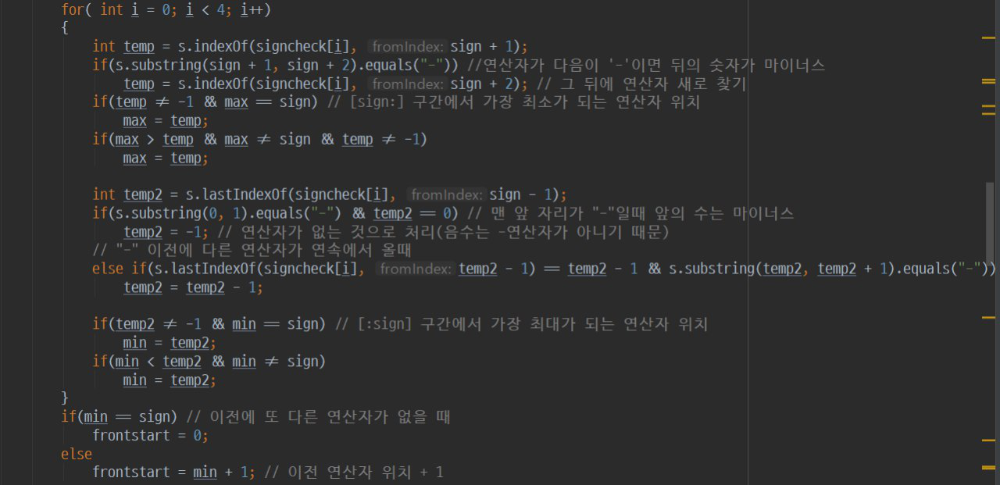 for( int i = 0; i < 4; i++)
{
int temp = s.indexOf(signcheck[i], fromIndex: sign + 1);
if(s.substring(sign + 1, sign + 2).equals("-")) //연산자가 다음이 '-'이면 뒤의 숫자가 마이너스
temp = s.indexOf(signcheck[i], fromIndex: sign + 2); // 그 뒤에 연산자 새로 찾기
if(temp ≠ -1 && max == sign) // [sign:] 구간에서 가장 최소가 되는 연산자 위치
max = temp;
if(max > temp && max ≠ sign && temp ≠ -1)
max = temp;
int temp2 = s.lastIndexOf(signcheck[i], fromIndex: sign - 1);
if(s.substring(0, 1).equals("-") && temp2 == 0) // 맨 앞 자리가 "-"일때 앞의 수는 마이너스
temp2 = -1; // 연산자가 없는 것으로 처리(음수는 -연산자가 아니기 때문)
// "-" 이전에 다른 연산자가 연속에서 올때
else if(s.lastIndexOf(signcheck[i], fromIndex: temp2 - 1) == temp2 - 1 && s.substring(temp2, temp2 + 1).equals("-"))
temp2 = temp2 - 1;
if(temp2 ≠ -1 && min == sign) // [:sign] 구간에서 가장 최대가 되는 연산자 위치
min = temp2;
if(min < temp2 && min ≠ sign)
min = temp2;
}
if(min == sign) // 이전에 또 다른 연산자가 없을 때
frontstart = 0;
else
frontstart = min + 1; // 이전 연산자 위치 + 1